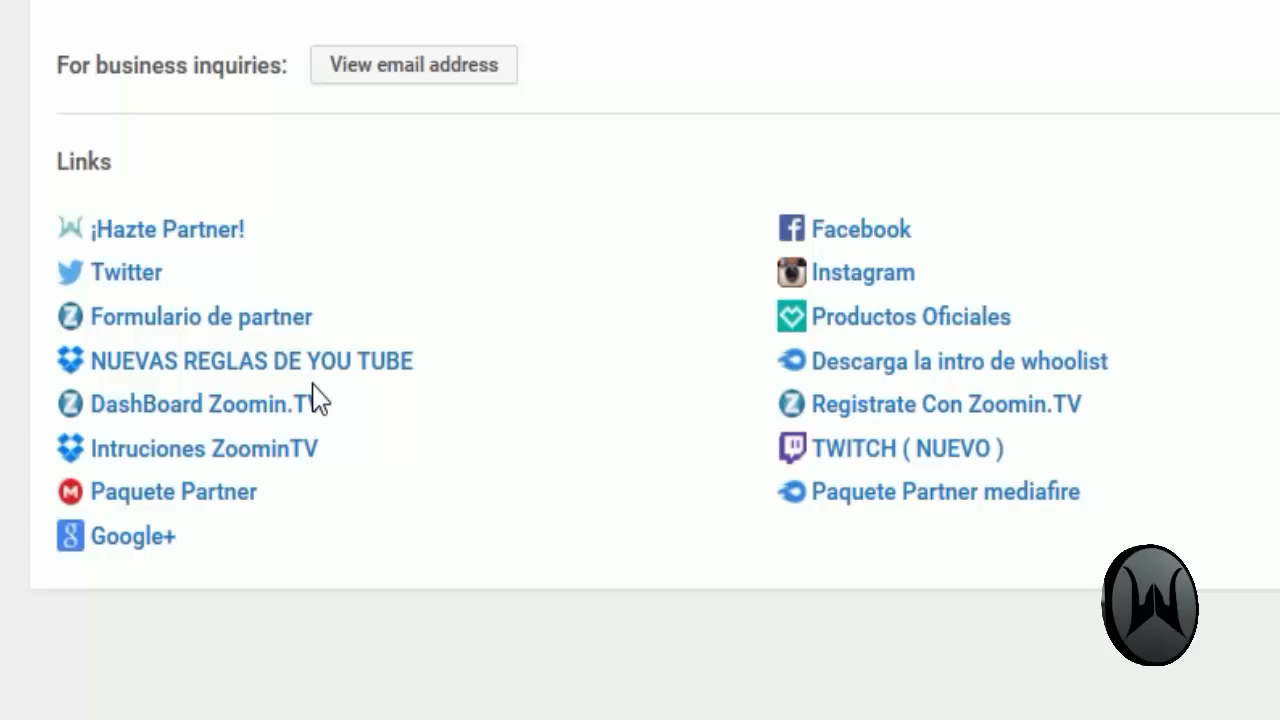 For business inquiries: View email address
Links
¡Hazte Partner!
Twitter
Formulario de partner
NUEVAS REGLAS DE YOU TUBE
DashBoard Zoomin.TV
Intruciones ZoominTV
Paquete Partner
Google+
Facebook
Instagram
Productos Oficiales
Descarga la intro de whoolist
Registrate Con Zoomin.TV
TWITCH ( NUEVO )
Paquete Partner mediafire